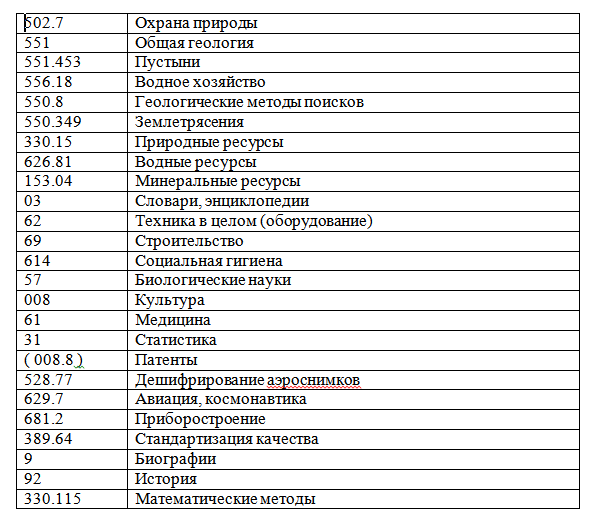 502.7 Охрана природы
551 Общая геология
551.453 Пустыни
556.18 Водное хозяйство
550.8 Геологические методы поисков
550.349 Землетрясения
330.15 Природные ресурсы
626.81 Водные ресурсы
153.04 Минеральные ресурсы
03 Словари, энциклопедии
62 Техника в целом (оборудование)
69 Строительство
614 Социальная гигиена
57 Биологические науки
008 Культура
61 Медицина
31 Статистика
( 008.8 ) Патенты
528.77 Дешифрирование аэроснимков
629.7 Авиация, космонавтика
681.2 Приборостроение
389.64 Стандартизация качества
9 Биографии
92 История
330.115 Математические методы